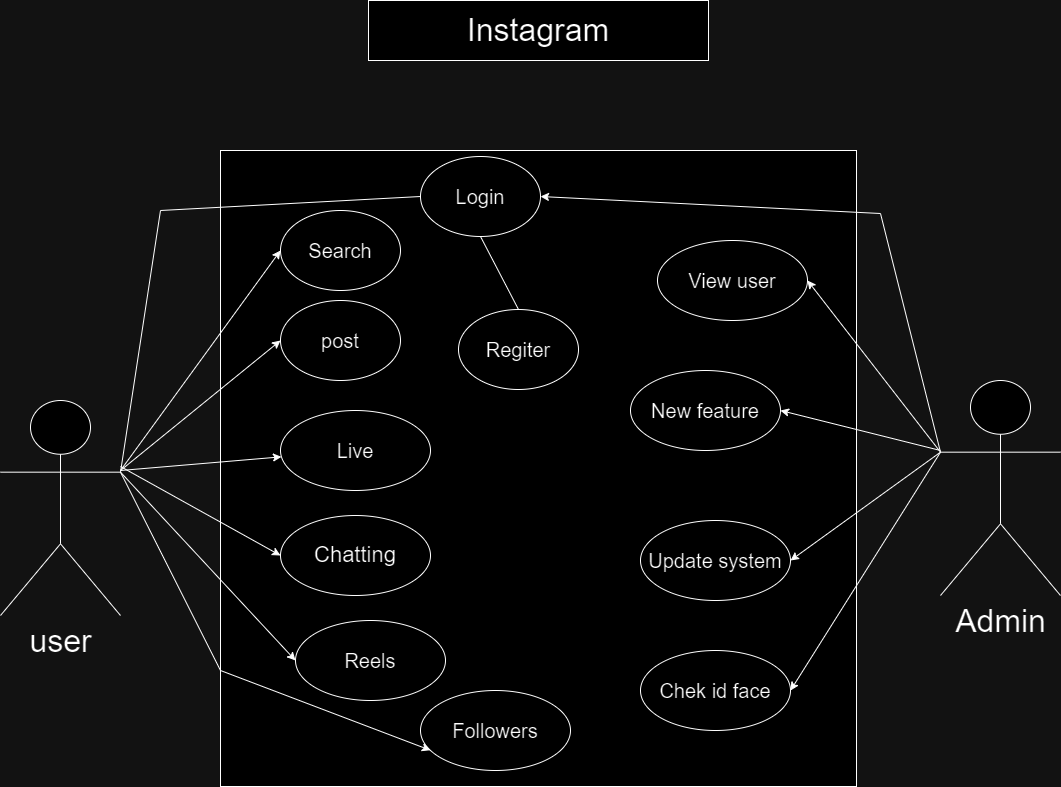 Instagram
Login
Search
View user
post
Regiter
New feature
Live
Chatting
Update system
Admin
user
Reels
Chek id face
Followers